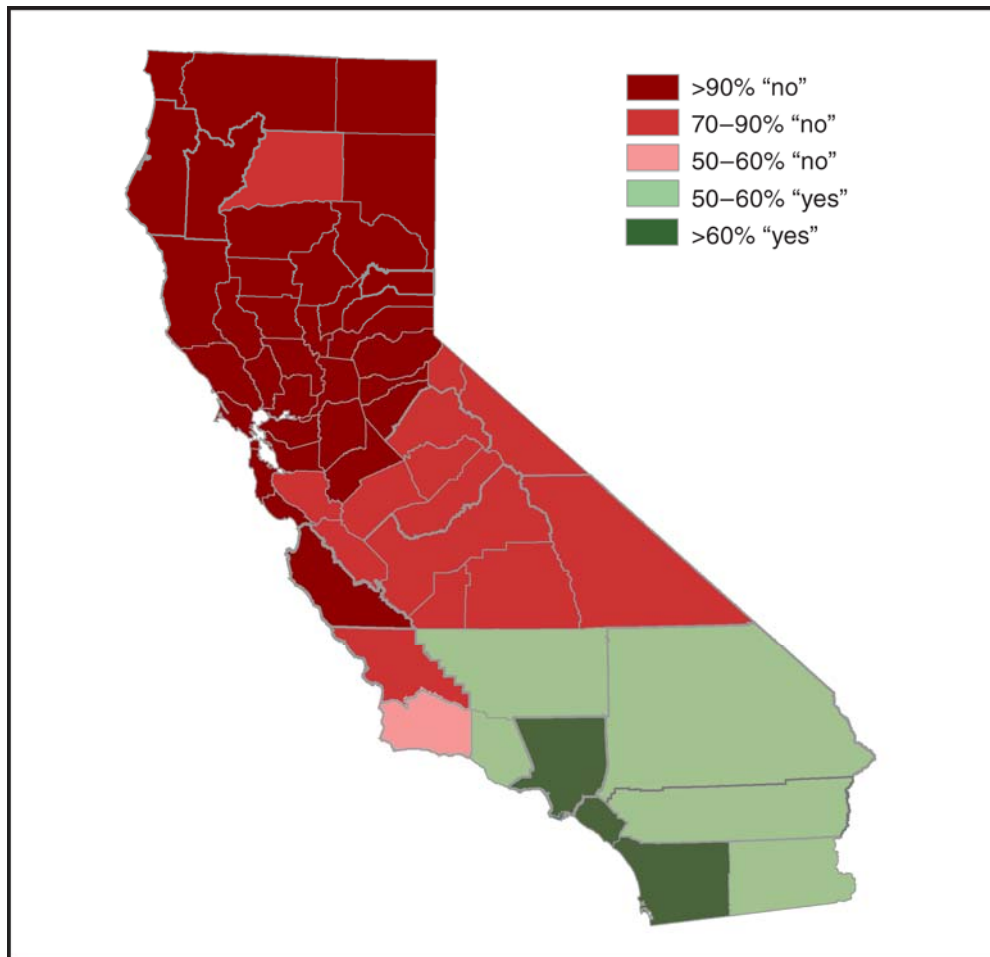 >90% “no”
70–90% “no”
50–60% “no”
50–60% “yes”
>60% “yes”